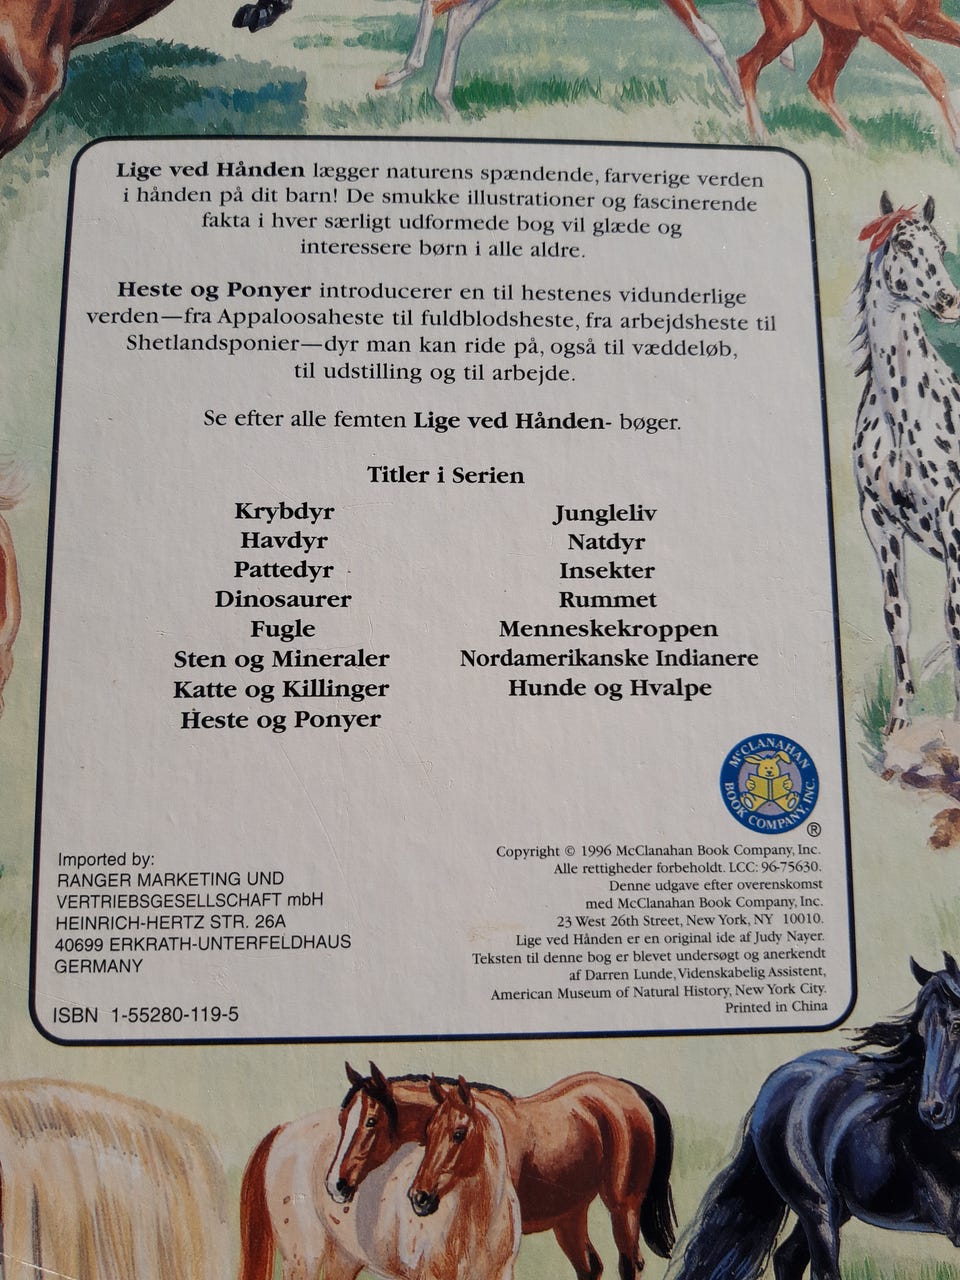 Lige ved Hånden lægger naturens spændende, farverige verden
i hånden på dit barn! De smukke illustrationer og fascinerende
fakta i hver særligt udformede bog vil glæde og
interessere børn i alle aldre.
Heste og Ponyer introducerer en til hestenes vidunderlige
verden—fra Appaloosaheste til fuldblodsheste, fra arbejdsheste til
Shetlandsponier—dyr man kan ride på, også til væddeløb,
til udstilling og til arbejde.
Se efter alle femten Lige ved Hånden- bøger.
Titler i Serien
Krybdyr
Havdyr
Pattedyr
Dinosaurer
Fugle
Sten og Mineraler
Katte og Killinger
Heste og Ponyer
Jungleliv
Natdyr
Insekter
Rummet
Menneskekroppen
Nordamerikanske Indianere
Hunde og Hvalpe
McCLANAHAN
BOOK COMPANY, INC.
®
Imported by:
RANGER MARKETING UND
VERTRIEBSGESELLSCHAFT mbH
HEINRICH-HERTZ STR. 26A
40699 ERKRATH-UNTERFELDHAUS
GERMANY
ISBN 1-55280-119-5
Copyright © 1996 McClanahan Book Company, Inc.
Alle rettigheder forbeholdt. LCC: 96-75630.
Denne udgave efter overenskomst
med McClanahan Book Company, Inc.
23 West 26th Street, New York, NY 10010.
Lige ved Hånden er en original ide af Judy Nayer.
Teksten til denne bog er blevet undersøgt og anerkendt
af Darren Lunde, Videnskabelig Assistent,
American Museum of Natural History, New York City.
Printed in China